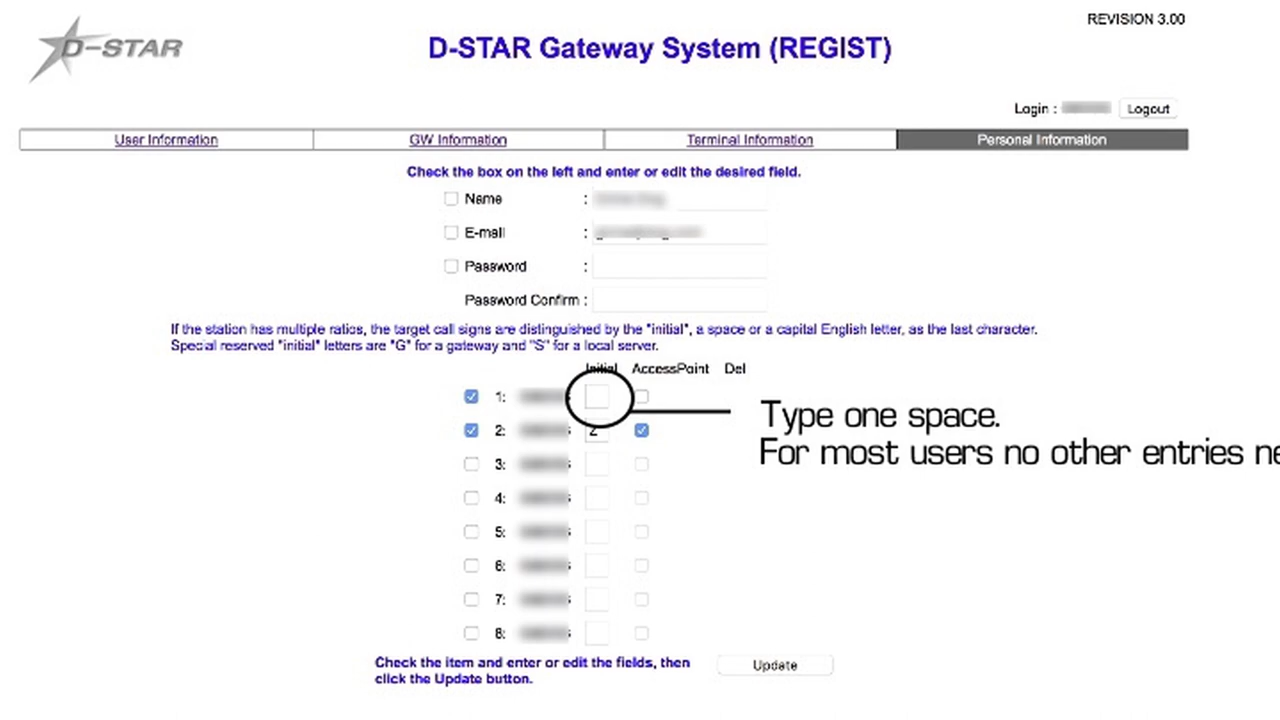 REVISION 3.00
D-STAR
D-STAR Gateway System (REGIST)
Login : Logout
User Information GW Information Terminal Information Personal Information
Check the box on the left and enter or edit the desired field.
Name :
E-mail :
Password :
Password Confirm :
If the station has multiple ratios, the target call signs are distinguished by the "initial", a space or a capital English letter, as the last character.
Special reserved "initial" letters are "G" for a gateway and "S" for a local server.
Initial AccessPoint Del
1:
Type one space.
2: Z
For most users no other entries ne
3:
4:
5:
6:
7:
8:
Check the item and enter or edit the fields, then
click the Update button.
Update